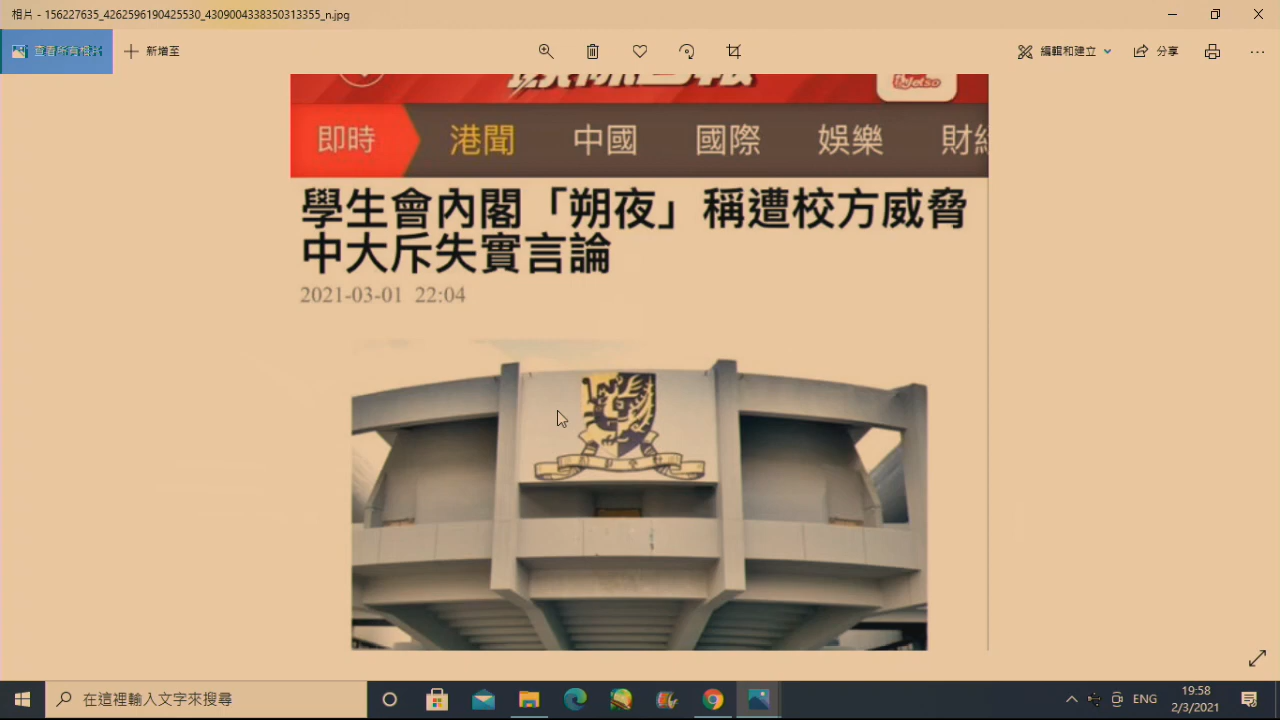 相片 - 156227635_4262596190425530_4309004338350313355_n.jpg
查看所有相片
新增至
編輯和建立
分享
Jetso
即時 港聞 中國 國際 娛樂 財經
學生會內閣「朔夜」稱遭校方威脅
中大斥失實言論
2021-03-01 22:04
在這裡輸入文字來搜尋
ENG
19:58
2/3/2021